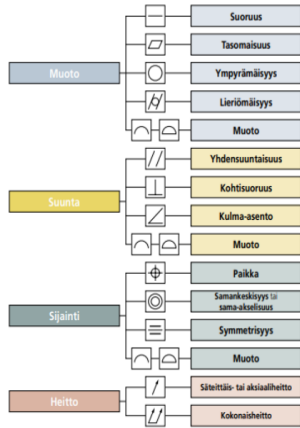 Suoruus
Tasomaisuus
Muoto
Ympyrämäisyys
Lieriömäisyys
Muoto
Yhdensuuntaisuus
Kohtisuoruus
Suunta
Kulma-asento
Muoto
Paikka
Samankeskisyys tai
sama-akselisuus
Sijainti
Symmetrisyys
Muoto
Säteittäis- tai aksiaaliheitto
Heitto
Kokonaisheitto